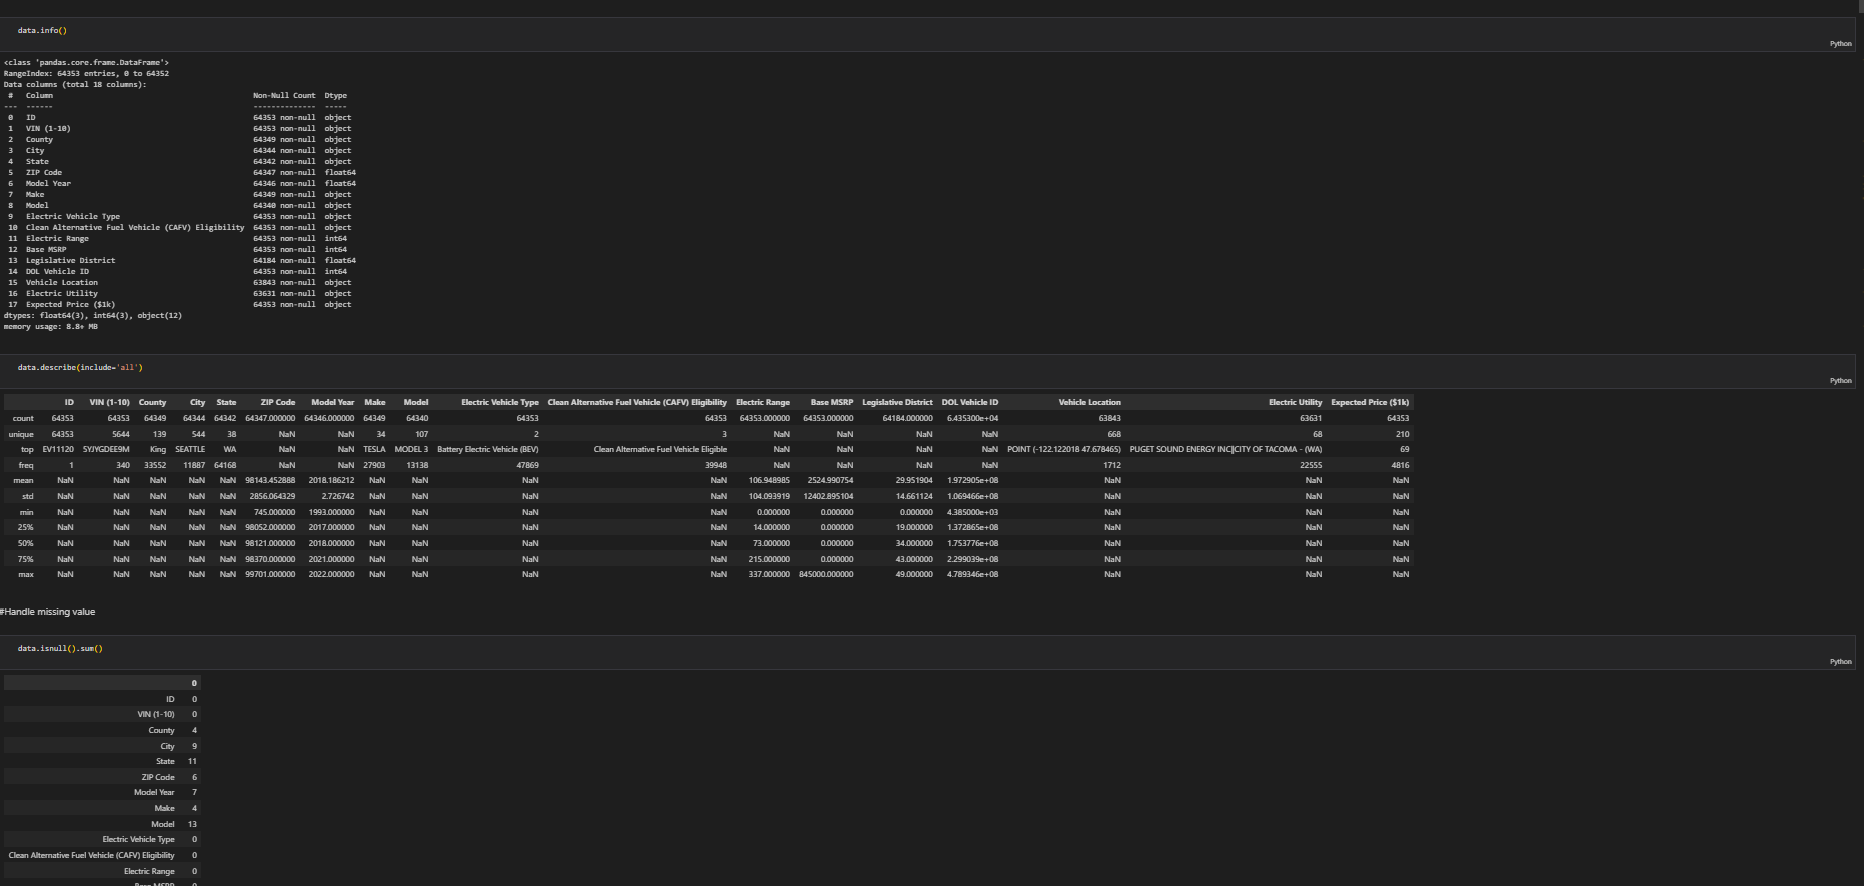 data.info()
Python
<class 'pandas.core.frame.DataFrame'>
RangeIndex: 64353 entries, 0 to 64352
Data columns (total 18 columns):
#   Column   Non-Null Count   Dtype
---  ------   --------------   -----
0   ID   64353 non-null   object
1   VIN (1-10)   64353 non-null   object
2   County   64349 non-null   object
3   City   64344 non-null   object
4   State   64342 non-null   object
5   ZIP Code   64347 non-null   float64
6   Model Year   64346 non-null   float64
7   Make   64349 non-null   object
8   Model   64340 non-null   object
9   Electric Vehicle Type   64353 non-null   object
10  Clean Alternative Fuel Vehicle (CAFV) Eligibility   64353 non-null   object
11  Electric Range   64353 non-null   int64
12  Base MSRP   64353 non-null   int64
13  Legislative District   64184 non-null   float64
14  DOL Vehicle ID   64353 non-null   int64
15  Vehicle Location   63843 non-null   object
16  Electric Utility   63631 non-null   object
17  Expected Price ($1k)   64353 non-null   object
dtypes: float64(3), int64(3), object(12)
memory usage: 8.8+ MB
data.describe(include='all')
Python
ID VIN (1-10) County City State ZIP Code Model Year Make Model Electric Vehicle Type Clean Alternative Fuel Vehicle (CAFV) Eligibility Electric Range Base MSRP Legislative District DOL Vehicle ID Vehicle Location Electric Utility Expected Price ($1k)
count 64353 64353 64349 64344 64342 64347.000000 64346.000000 64349 64340 64353 64353 64353.000000 64353.000000 64184.000000 6.435300e+04 63843 63631 64353
unique 64353 5644 139 544 38 NaN NaN 34 107 2 3 NaN NaN NaN NaN 668 68 210
top EV11120 5YJYGDEE9M King SEATTLE WA NaN NaN TESLA MODEL 3 Battery Electric Vehicle (BEV) Clean Alternative Fuel Vehicle Eligible NaN NaN NaN NaN POINT (-122.122018 47.678465) PUGET SOUND ENERGY INC||CITY OF TACOMA - (WA) 69
freq 1 340 33552 11887 64168 NaN NaN 27903 13138 47869 39948 NaN NaN NaN NaN 1712 22555 4816
mean NaN NaN NaN NaN NaN 98143.452888 2018.186212 NaN NaN NaN NaN 106.948985 2524.990754 29.951904 1.972905e+08 NaN NaN NaN
std NaN NaN NaN NaN NaN 2856.064329 2.726742 NaN NaN NaN NaN 104.093919 12402.895104 14.661124 1.069466e+08 NaN NaN NaN
min NaN NaN NaN NaN NaN 745.000000 1993.000000 NaN NaN NaN NaN 0.000000 0.000000 0.000000 4.385000e+03 NaN NaN NaN
25% NaN NaN NaN NaN NaN 98052.000000 2017.000000 NaN NaN NaN NaN 14.000000 0.000000 19.000000 1.372865e+08 NaN NaN NaN
50% NaN NaN NaN NaN NaN 98121.000000 2018.000000 NaN NaN NaN NaN 73.000000 0.000000 34.000000 1.753776e+08 NaN NaN NaN
75% NaN NaN NaN NaN NaN 98370.000000 2021.000000 NaN NaN NaN NaN 215.000000 0.000000 43.000000 2.299039e+08 NaN NaN NaN
max NaN NaN NaN NaN NaN 99701.000000 2022.000000 NaN NaN NaN NaN 337.000000 845000.000000 49.000000 4.789346e+08 NaN NaN NaN
#Handle missing value
data.isnull().sum()
Python
0
ID 0
VIN (1-10) 0
County 4
City 9
State 11
ZIP Code 6
Model Year 7
Make 4
Model 13
Electric Vehicle Type 0
Clean Alternative Fuel Vehicle (CAFV) Eligibility 0
Electric Range 0
Base MSRP 0